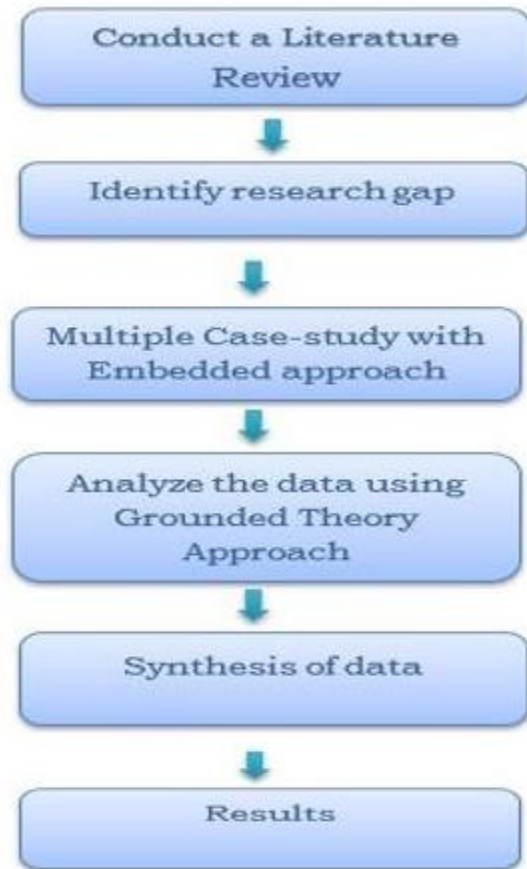 Conduct a Literature
Review
Identify research gap
Multiple Case-study with
Embedded approach
Analyze the data using
Grounded Theory
Approach
Synthesis of data
Results